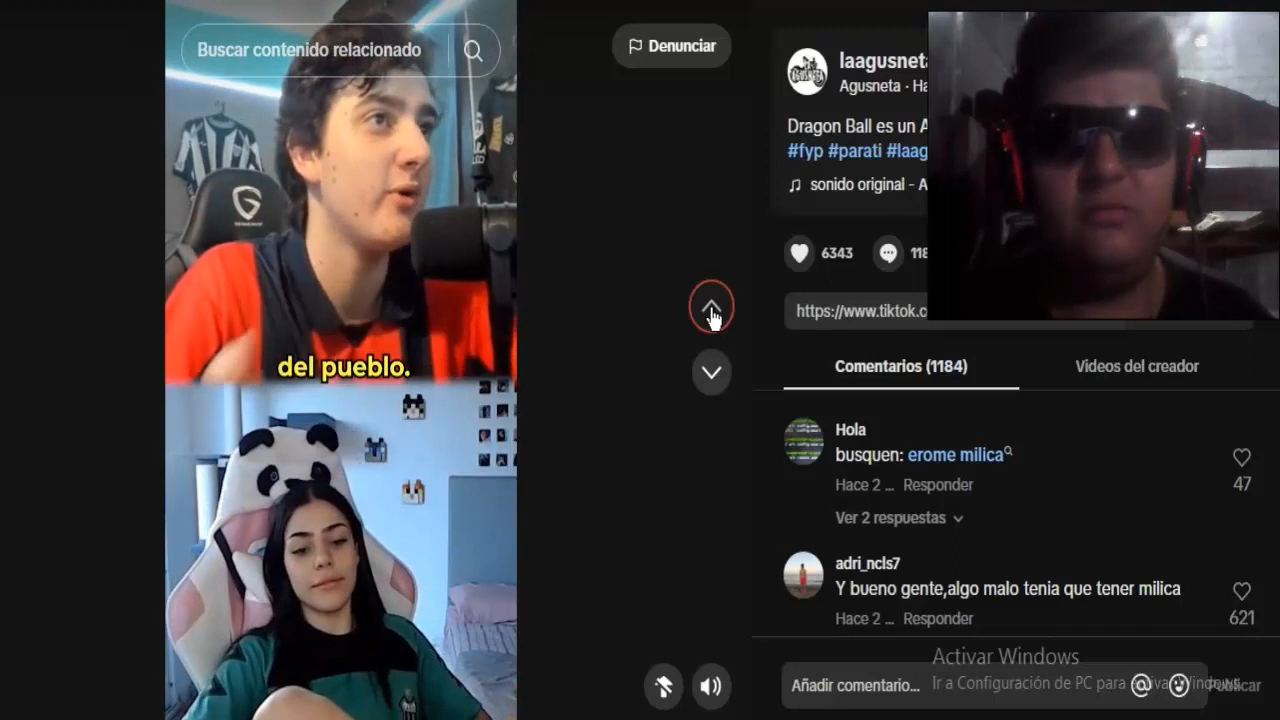 Buscar contenido relacionado
del pueblo.
Denunciar
laagusneta
Agusneta · Ha
Dragon Ball es un A
#fyp #parati #laag
sonido original - A
6343
118
https://www.tiktok.c
Comentarios (1184)
Videos del creador
Hola
busquen: erome milica
47
Hace 2 ... Responder
Ver 2 respuestas
adri_ncls7
Y bueno gente,algo malo tenia que tener milica
621
Hace 2 ... Responder
Añadir comentario...
Publicar
Activar Windows
Ir a Configuración de PC para activar Windows.